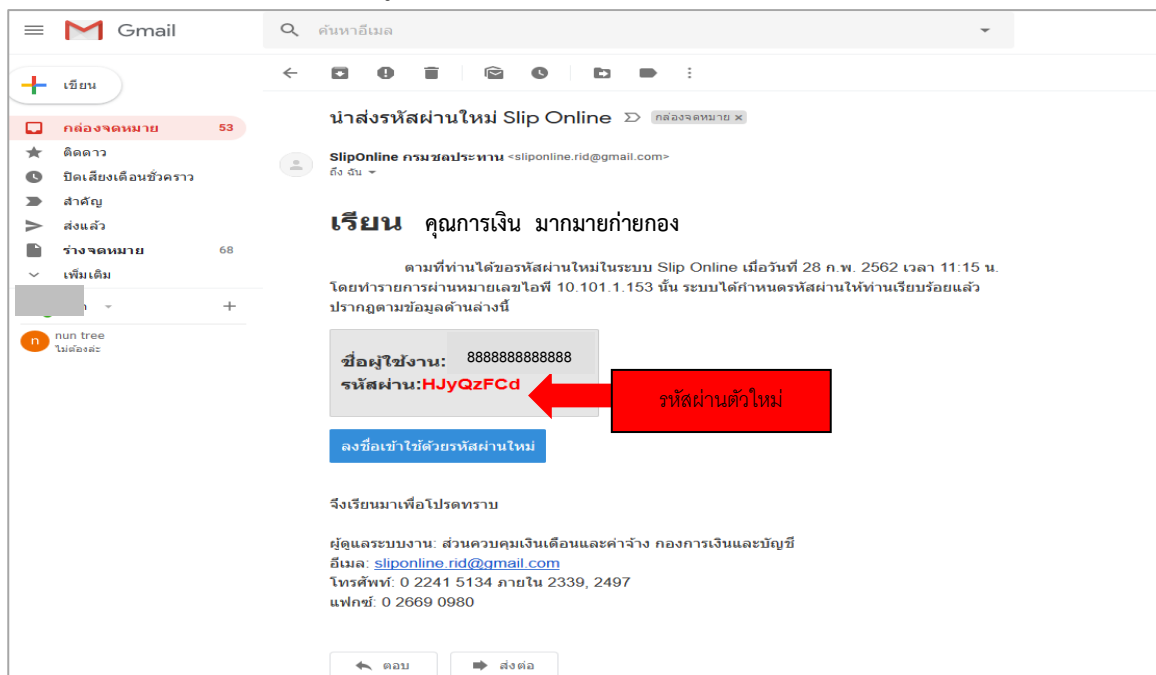 Gmail
ค้นหาอีเมล
เขียน
กล่องจดหมาย 53
ติดดาว
ปิดเสียงเตือนชั่วคราว
สำคัญ
ส่งแล้ว
ร่างจดหมาย 68
เพิ่มเติม
nun tree
ไม่ต้องล่ะ
นำส่งรหัสผ่านใหม่ Slip Online
กล่องจดหมาย x
SlipOnline กรมชลประทาน <sliponline.rid@gmail.com>
ถึง ฉัน
เรียน คุณการเงิน มากมายก่ายกอง
ตามที่ท่านได้ขอรหัสผ่านใหม่ในระบบ Slip Online เมื่อวันที่ 28 ก.พ. 2562 เวลา 11:15 น.
โดยทำรายการผ่านหมายเลขไอพี 10.101.1.153 นั้น ระบบได้กำหนดรหัสผ่านให้ท่านเรียบร้อยแล้ว
ปรากฏตามข้อมูลด้านล่างนี้
ชื่อผู้ใช้งาน: 8888888888888
รหัสผ่าน:HJyQzFCd
รหัสผ่านตัวใหม่
ลงชื่อเข้าใช้ด้วยรหัสผ่านใหม่
จึงเรียนมาเพื่อโปรดทราบ
ผู้ดูแลระบบงาน: ส่วนควบคุมเงินเดือนและค่าจ้าง กองการเงินและบัญชี
อีเมล: sliponline.rid@gmail.com
โทรศัพท์: 0 2241 5134 ภายใน 2339, 2497
แฟกซ์: 0 2669 0980
ตอบ
ส่งต่อ